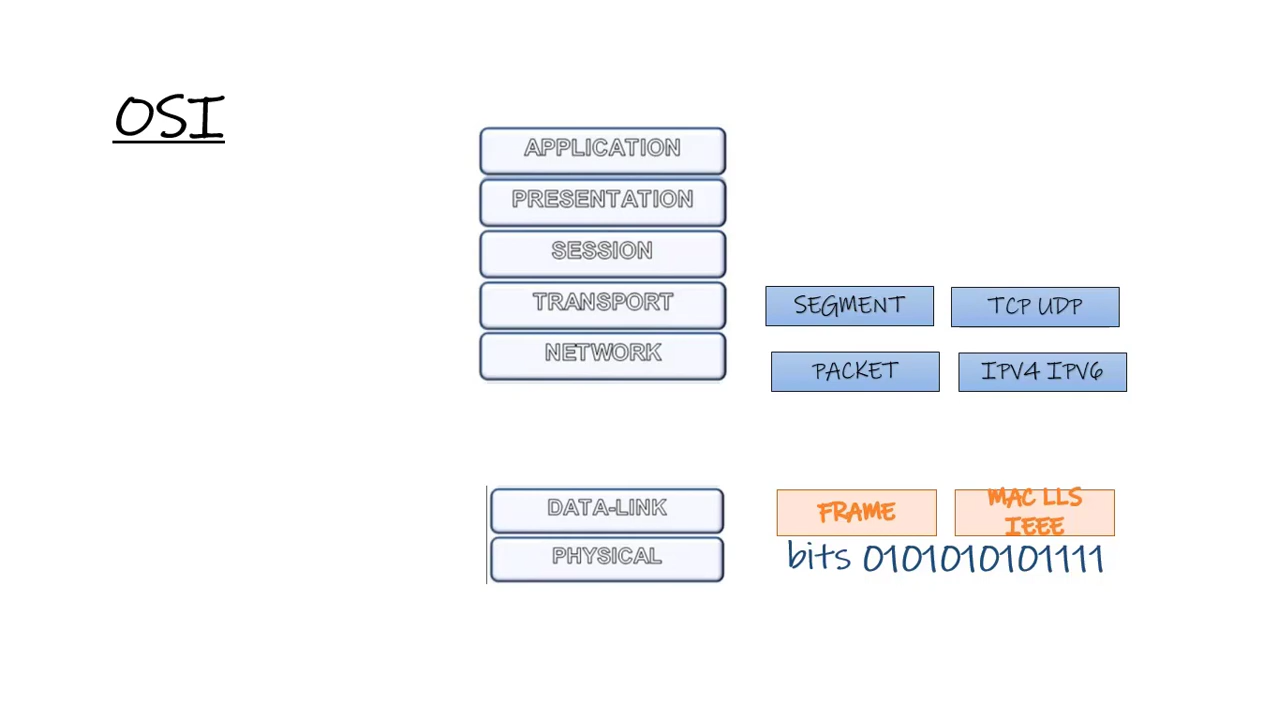 OSI
APPLICATION
PRESENTATION
SESSION
TRANSPORT
SEGMENT
TCP UDP
NETWORK
PACKET
IPV4 IPV6
DATA-LINK
FRAME
MAC LLS
IEEE
PHYSICAL
bits 0101010101111